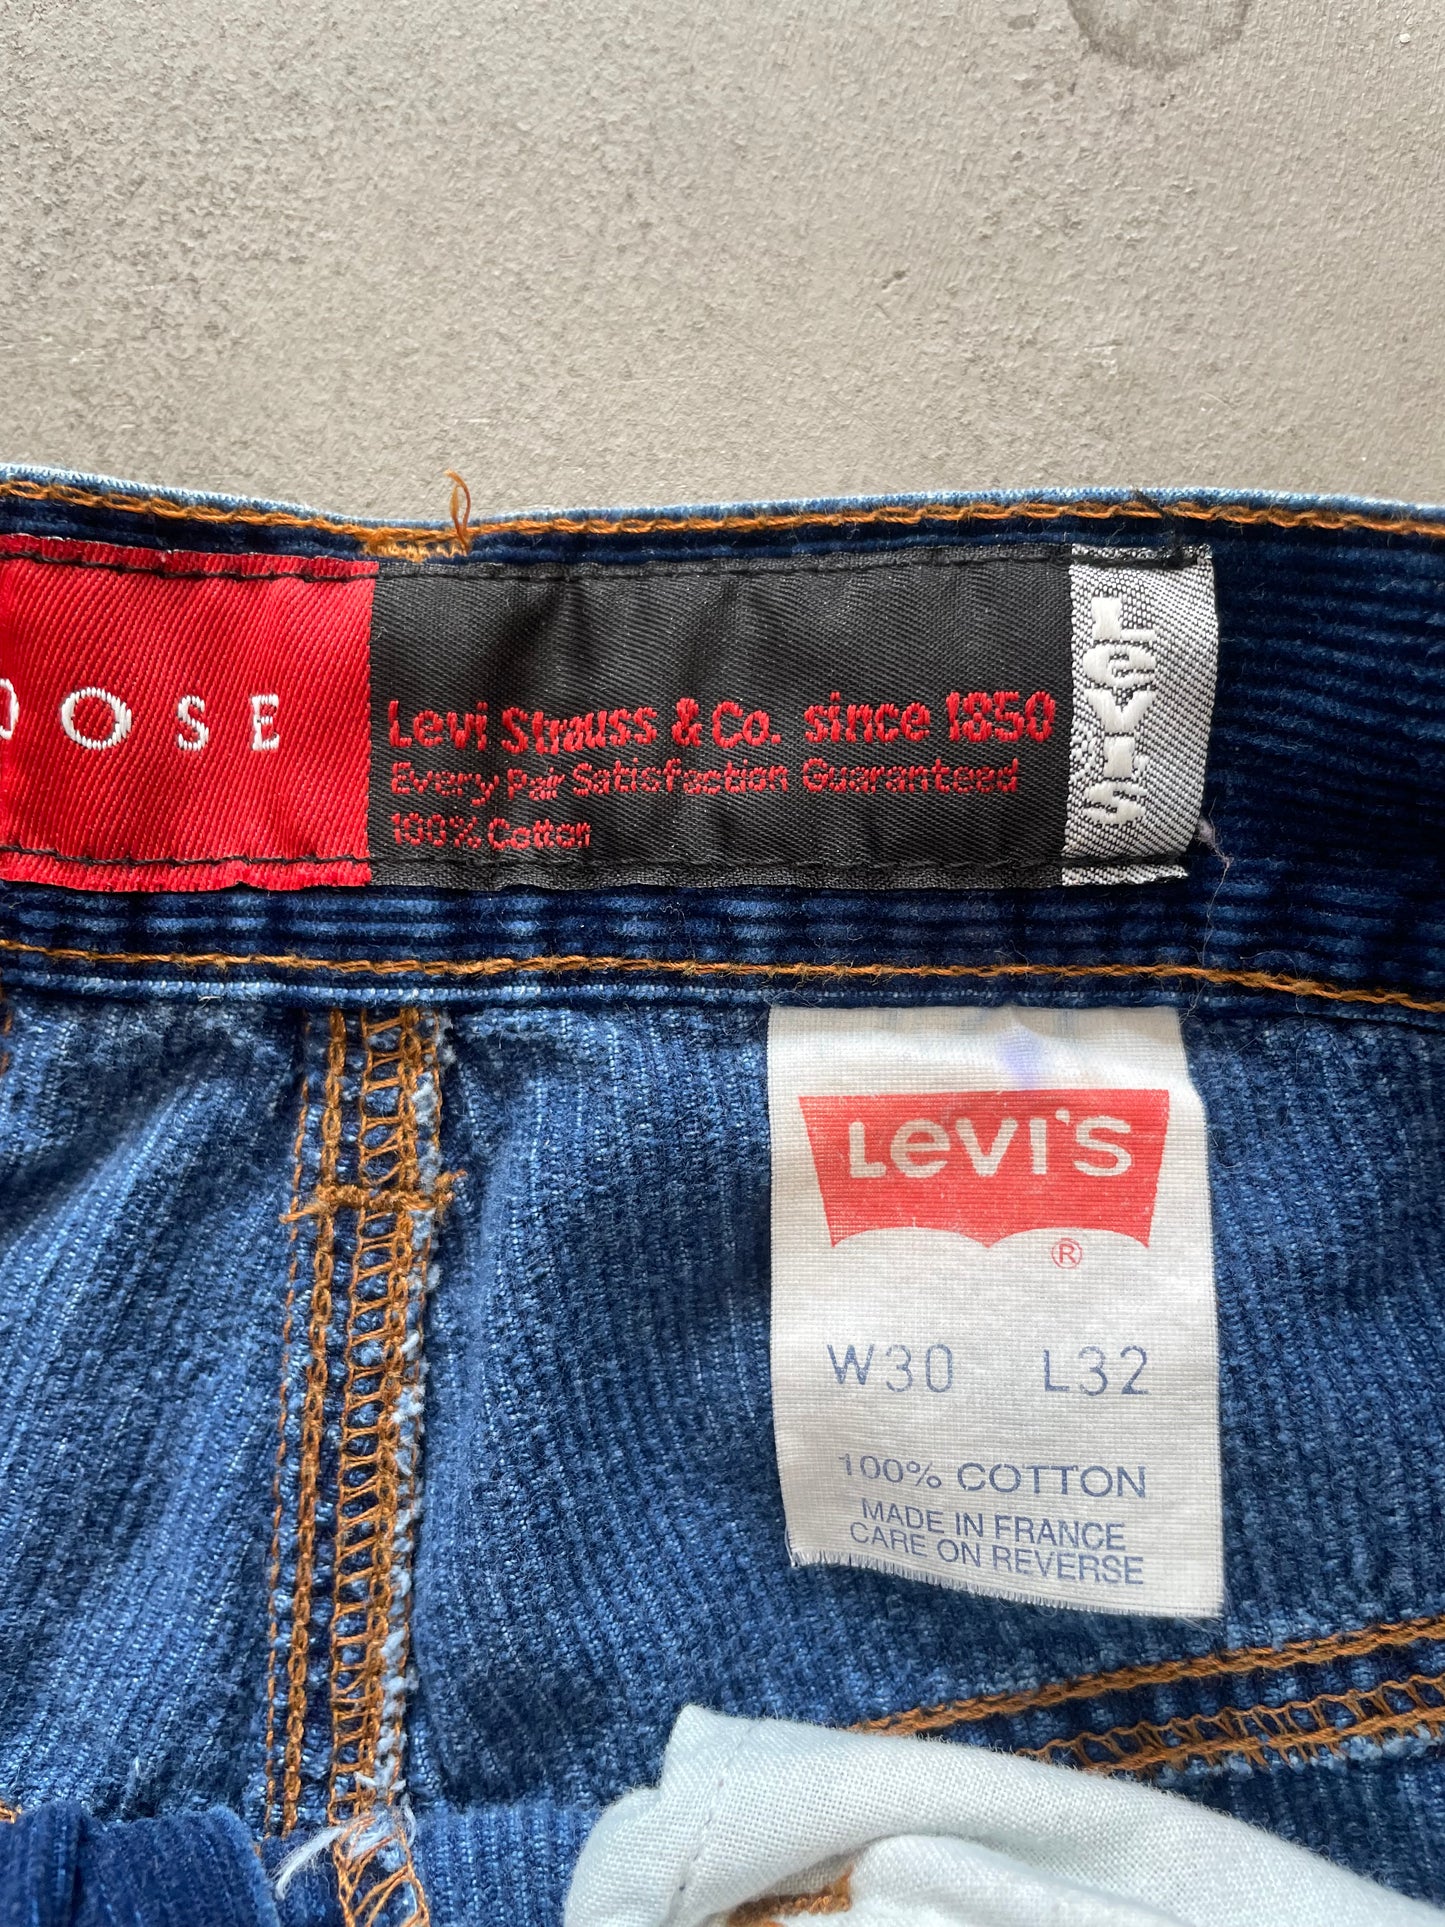 OOSE
Levi Strauss & Co. since 1850
Every Pair Satisfaction Guaranteed
100% Cotton
LEVI'S
LEVI'S
®
W30 L32
100% COTTON
MADE IN FRANCE
CARE ON REVERSE